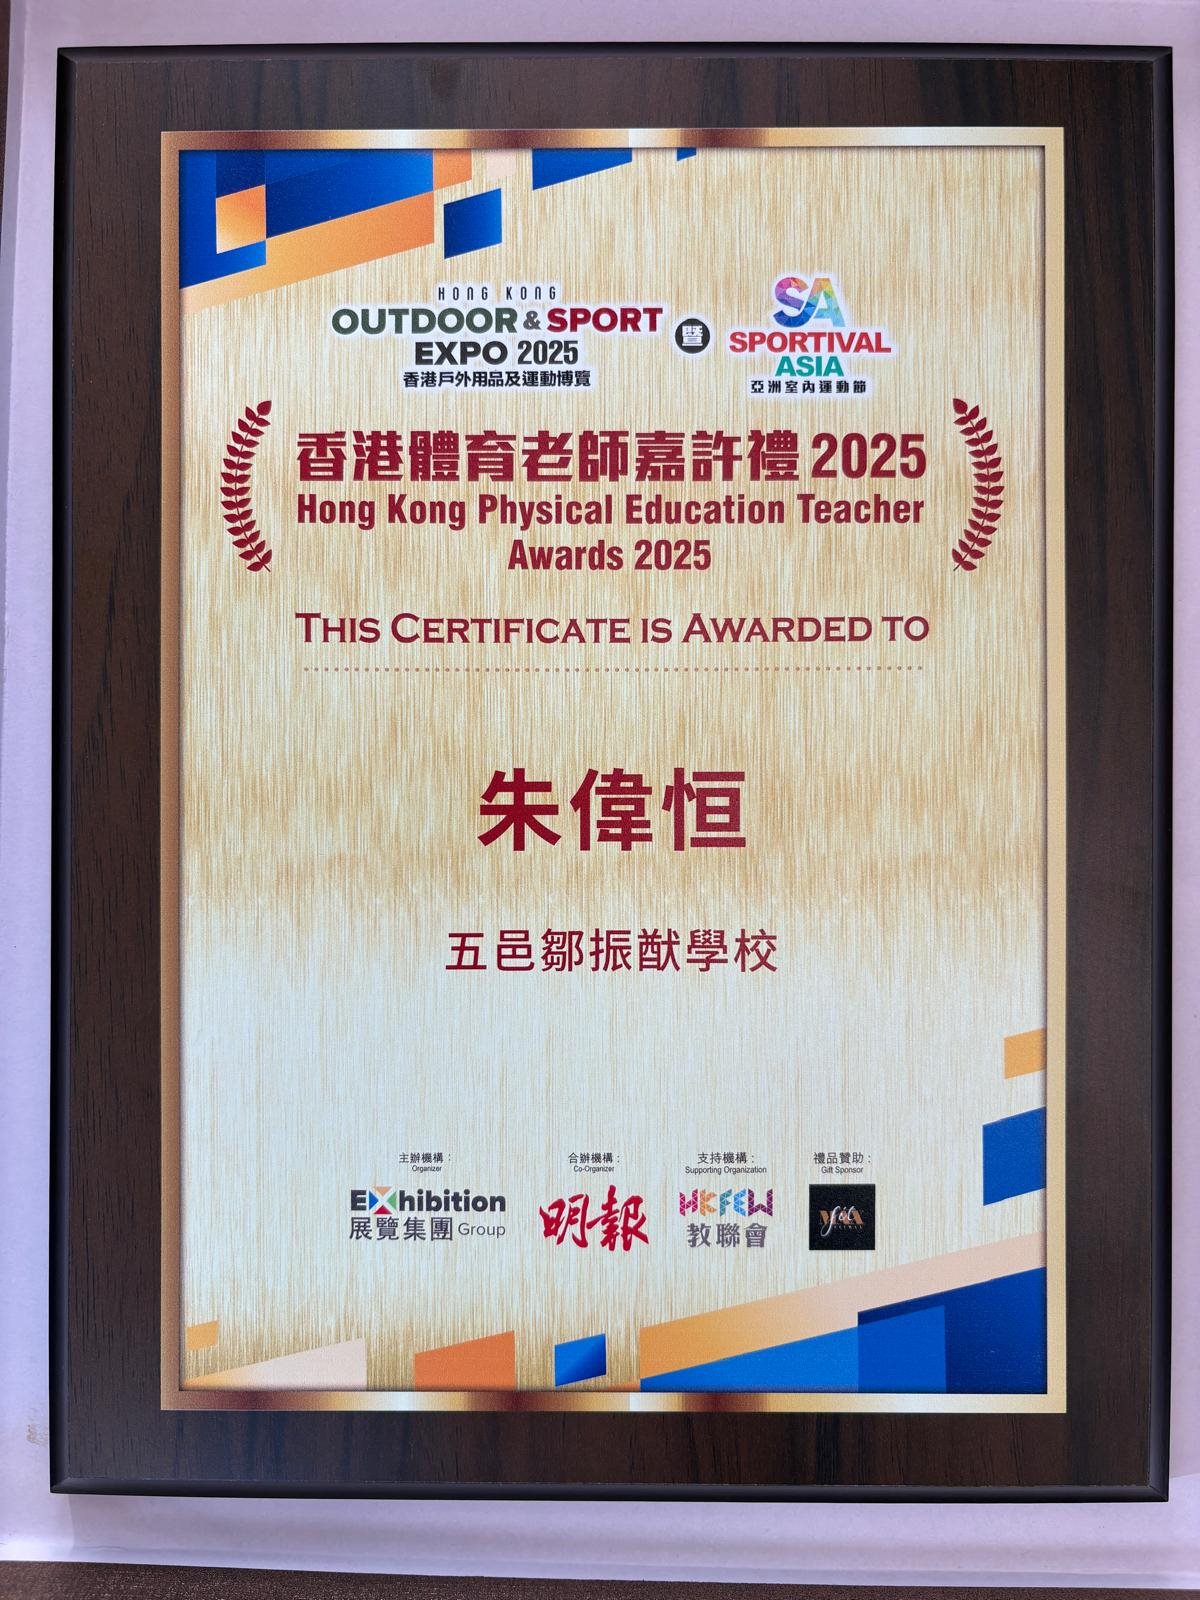 HONG KONG
OUTDOOR & SPORT
EXPO 2025
香港戶外用品及運動博覽
暨
SA
SPORTIVAL
ASIA
亞洲室內運動節
香港體育老師嘉許禮 2025
Hong Kong Physical Education Teacher
Awards 2025
THIS CERTIFICATE IS AWARDED TO
朱偉恒
五邑鄒振猷學校
主辦機構：
Organizer
Exhibition
展覽集團 Group
合辦機構：
Co-Organizer
明報
支持機構：
Supporting Organization
HKFEW
教聯會
禮品贊助：
Gift Sponsor